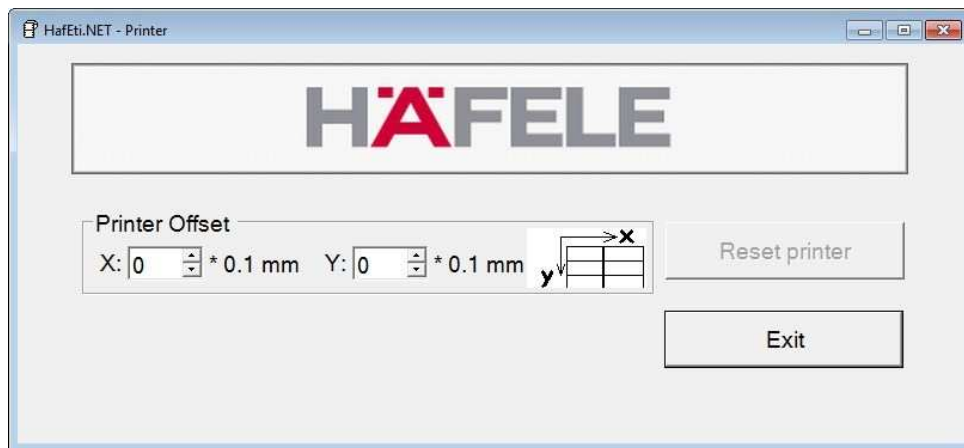 HafEti.NET - Printer
HÄFELE
Printer Offset
X: 0 * 0.1 mm Y: 0 * 0.1 mm
x
y
Reset printer
Exit